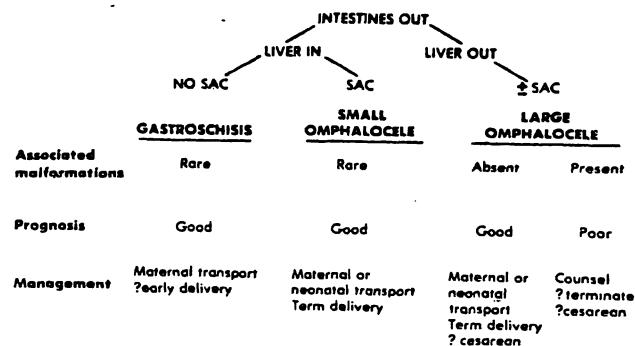 INTESTINES OUT
LIVER IN LIVER OUT
NO SAC SAC ± SAC
GASTROSCHISIS SMALL OMPHALOCELE LARGE OMPHALOCELE
Associated malformations Rare Rare Absent Present
Prognosis Good Good Good Poor
Management
Maternal transport
?early delivery
Maternal or
neonatal transport
Term delivery
Maternal or
neonatal
transport
Term delivery
? cesarean
Counsel
?terminate
?cesarean